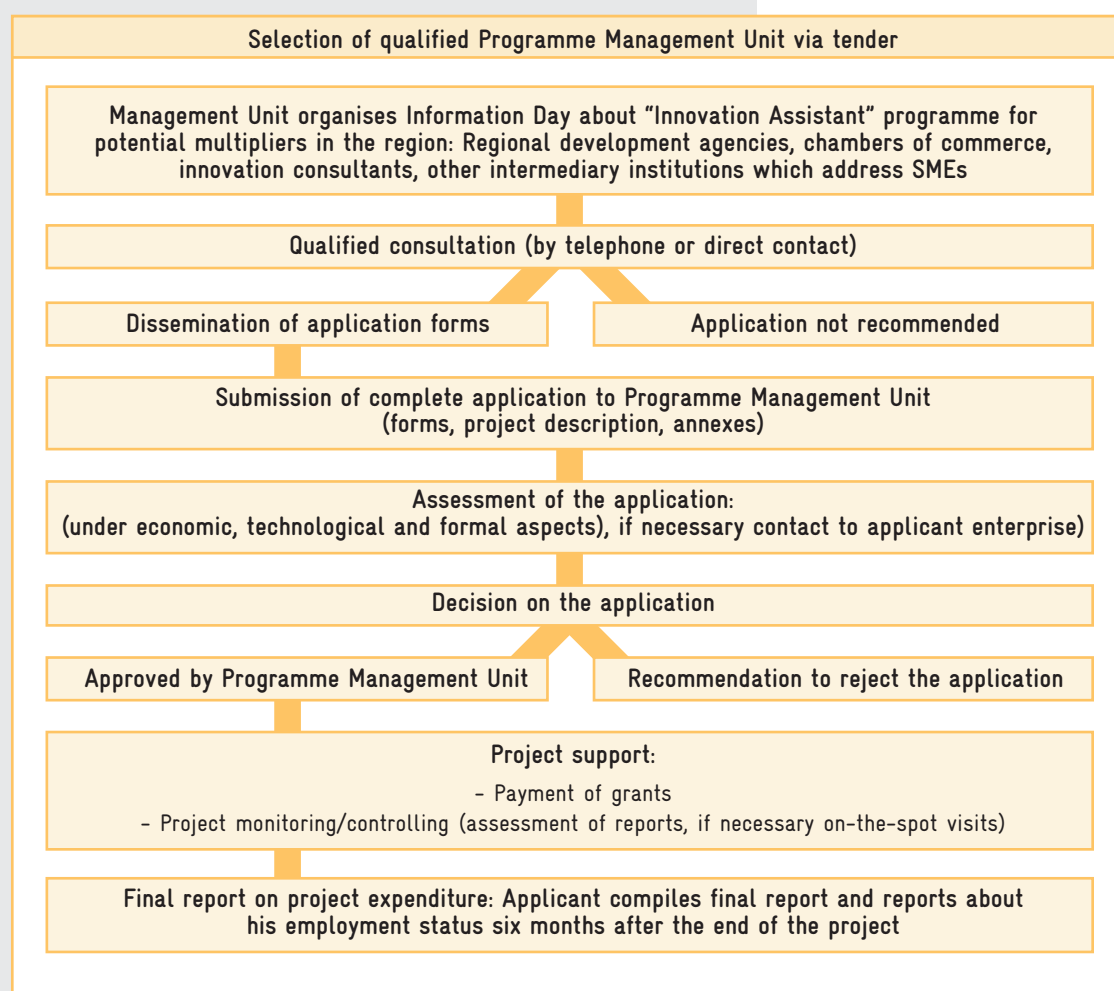 Selection of qualified Programme Management Unit via tender
Management Unit organises Information Day about “Innovation Assistant” programme for
potential multipliers in the region: Regional development agencies, chambers of commerce,
innovation consultants, other intermediary institutions which address SMEs
Qualified consultation (by telephone or direct contact)
Dissemination of application forms
Application not recommended
Submission of complete application to Programme Management Unit
(forms, project description, annexes)
Assessment of the application:
(under economic, technological and formal aspects), if necessary contact to applicant enterprise)
Decision on the application
Approved by Programme Management Unit
Recommendation to reject the application
Project support:
- Payment of grants
- Project monitoring/controlling (assessment of reports, if necessary on-the-spot visits)
Final report on project expenditure: Applicant compiles final report and reports about
his employment status six months after the end of the project